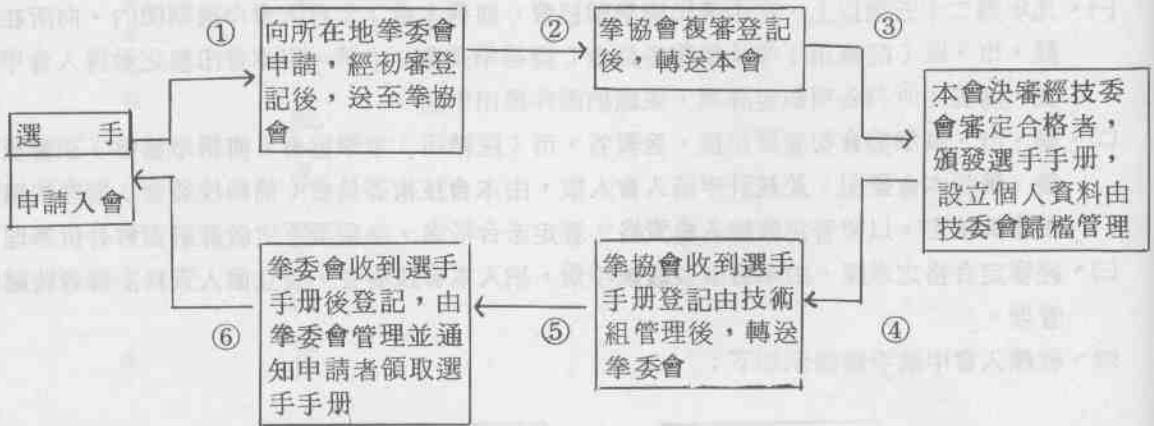 ①
②
③
向所在地拳委會
申請，經初審登
記後，送至拳協
會
拳協會複審登記
後，轉送本會
本會決審經技委
會審定合格者，
頒發選手手册，
設立個人資料由
技委會歸檔管理
選手
申請入會
拳委會收到選手
手册後登記，由
拳委會管理並通
知申請者領取選
手手册
拳協會收到選手
手册登記由技術
組管理後，轉送
拳委會
④
⑤
⑥